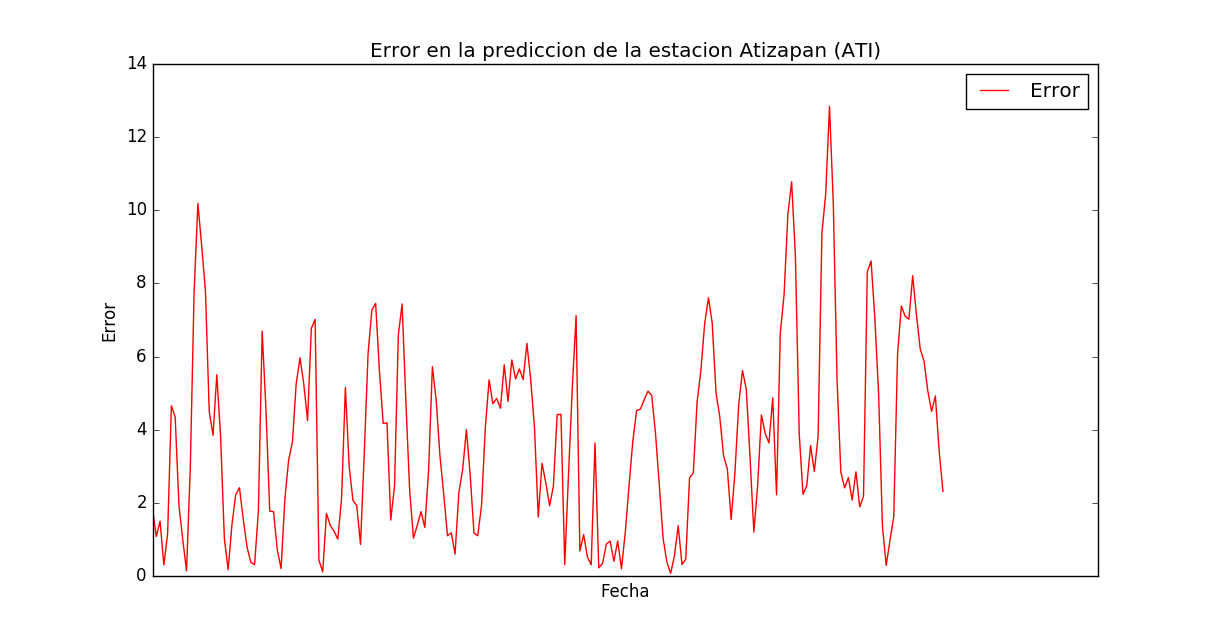 Error en la prediccion de la estacion Atizapan (ATI)
14
Error
12
10
8
6
Error
4
2
0
Fecha